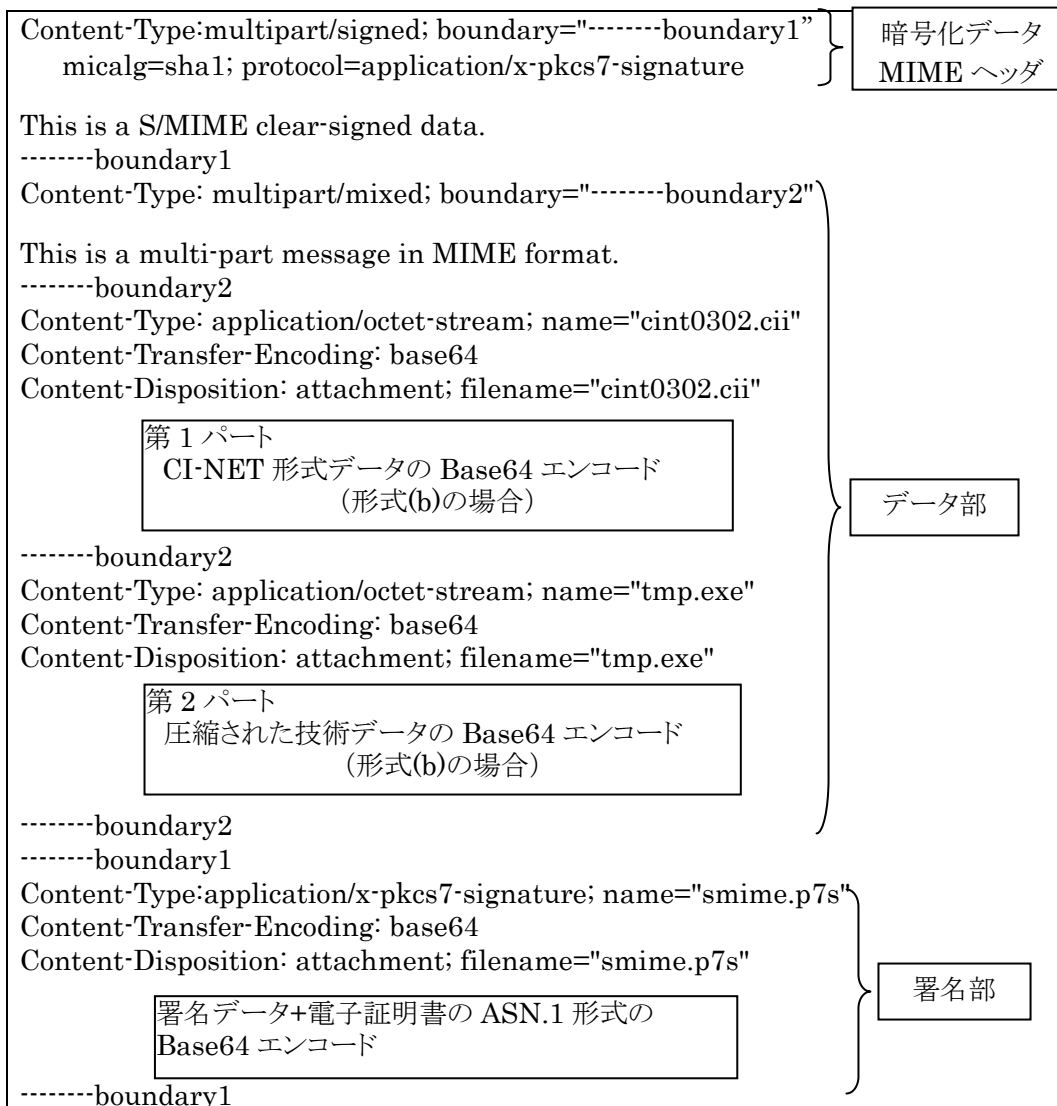 Content-Type:multipart/signed; boundary="--------boundary1”
micalg=sha1; protocol=application/x-pkcs7-signature
暗号化データ
MIME ヘッダ
This is a S/MIME clear-signed data.
--------boundary1
Content-Type: multipart/mixed; boundary="--------boundary2"
This is a multi-part message in MIME format.
--------boundary2
Content-Type: application/octet-stream; name="cint0302.cii"
Content-Transfer-Encoding: base64
Content-Disposition: attachment; filename="cint0302.cii"
第 1 パート
CI-NET 形式データの Base64 エンコード
（形式(b)の場合）
データ部
--------boundary2
Content-Type: application/octet-stream; name="tmp.exe"
Content-Transfer-Encoding: base64
Content-Disposition: attachment; filename="tmp.exe"
第 2 パート
圧縮された技術データの Base64 エンコード
（形式(b)の場合）
--------boundary2
--------boundary1
Content-Type:application/x-pkcs7-signature; name="smime.p7s"
Content-Transfer-Encoding: base64
Content-Disposition: attachment; filename="smime.p7s"
署名部
署名データ+電子証明書の ASN.1 形式の
Base64 エンコード
--------boundary1